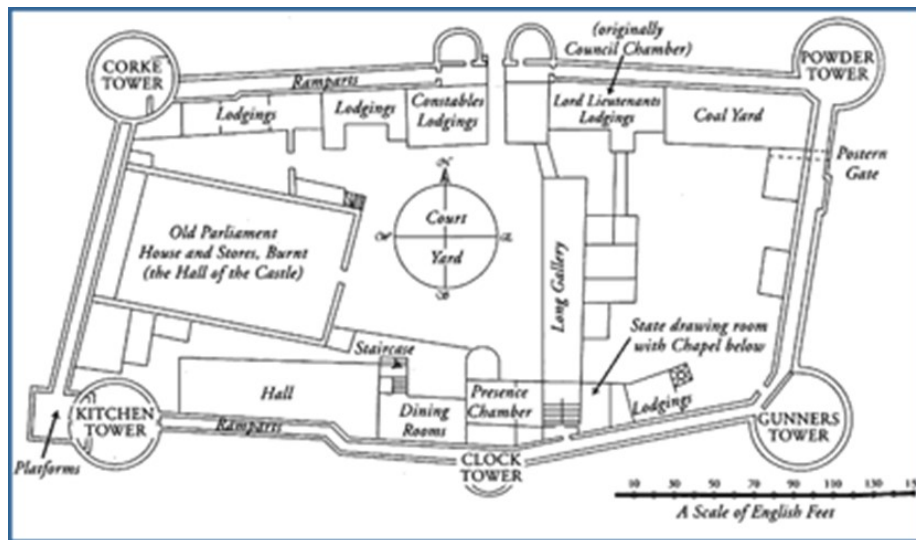 (originally
Council Chamber)
CORKE
TOWER
POWDER
TOWER
Ramparts
Lodgings
Lodgings
Constables
Lodgings
Lord Lieutenants
Lodgings
Coal Yard
Postern
Gate
N
W
E
S
Court
Yard
Old Parliament
House and Stores, Burnt
(the Hall of the Castle)
Long Gallery
State drawing room
with Chapel below
Staircase
Hall
Dining
Rooms
Presence
Chamber
Lodgings
KITCHEN
TOWER
Ramparts
Platforms
CLOCK
TOWER
GUNNERS
TOWER
10 30 50 70 90 110 130
A Scale of English Feet